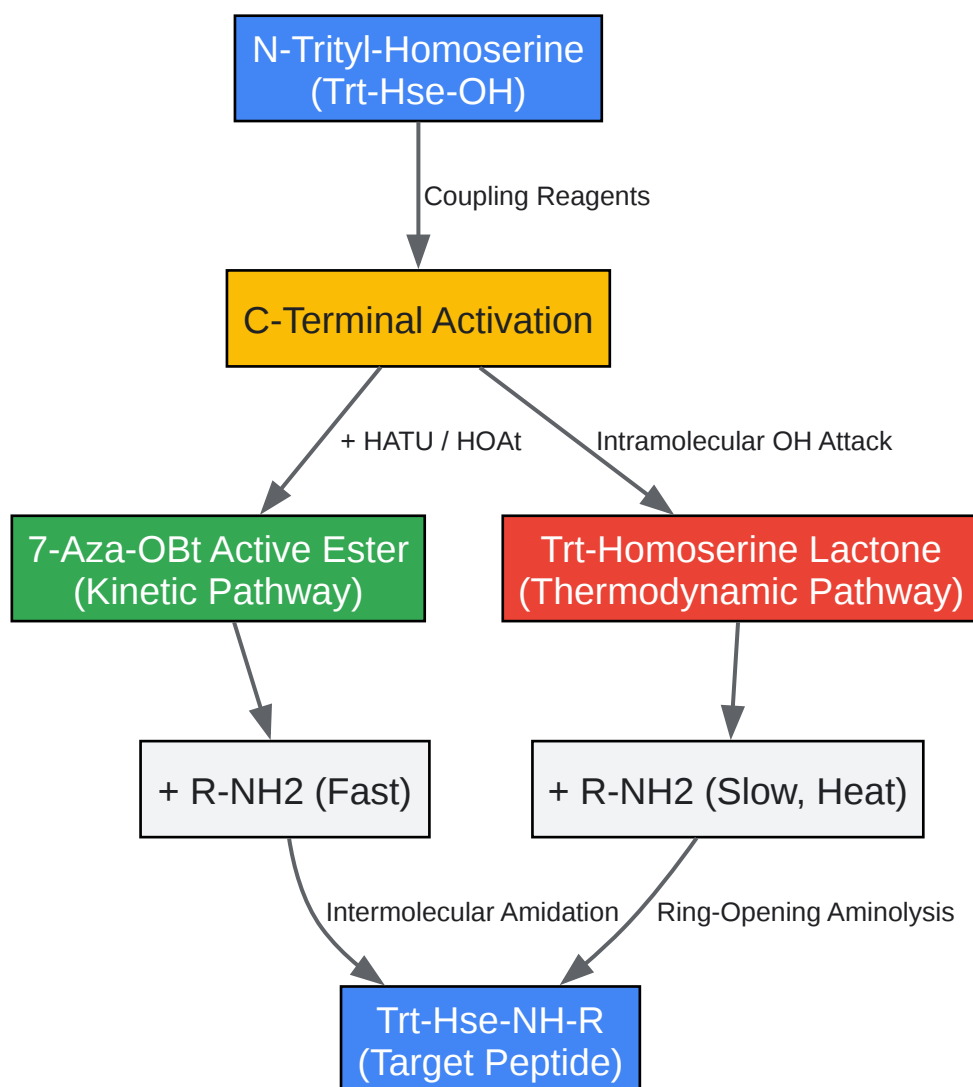 N-Trityl-Homoserine
(Trt-Hse-OH)
Coupling Reagents
C-Terminal Activation
+ HATU / HOAt
Intramolecular OH Attack
7-Aza-OBt Active Ester
(Kinetic Pathway)
Trt-Homoserine Lactone
(Thermodynamic Pathway)
+ R-NH2 (Fast)
+ R-NH2 (Slow, Heat)
Intermolecular Amidation
Ring-Opening Aminolysis
Trt-Hse-NH-R
(Target Peptide)